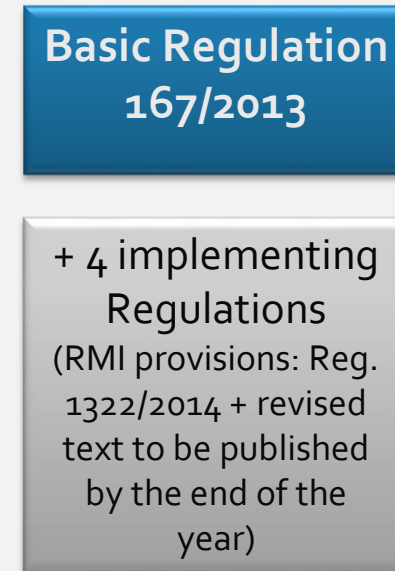 Basic Regulation
167/2013
+ 4 implementing
Regulations
(RMI provisions: Reg.
1322/2014 + revised
text to be published
by the end of the
year)